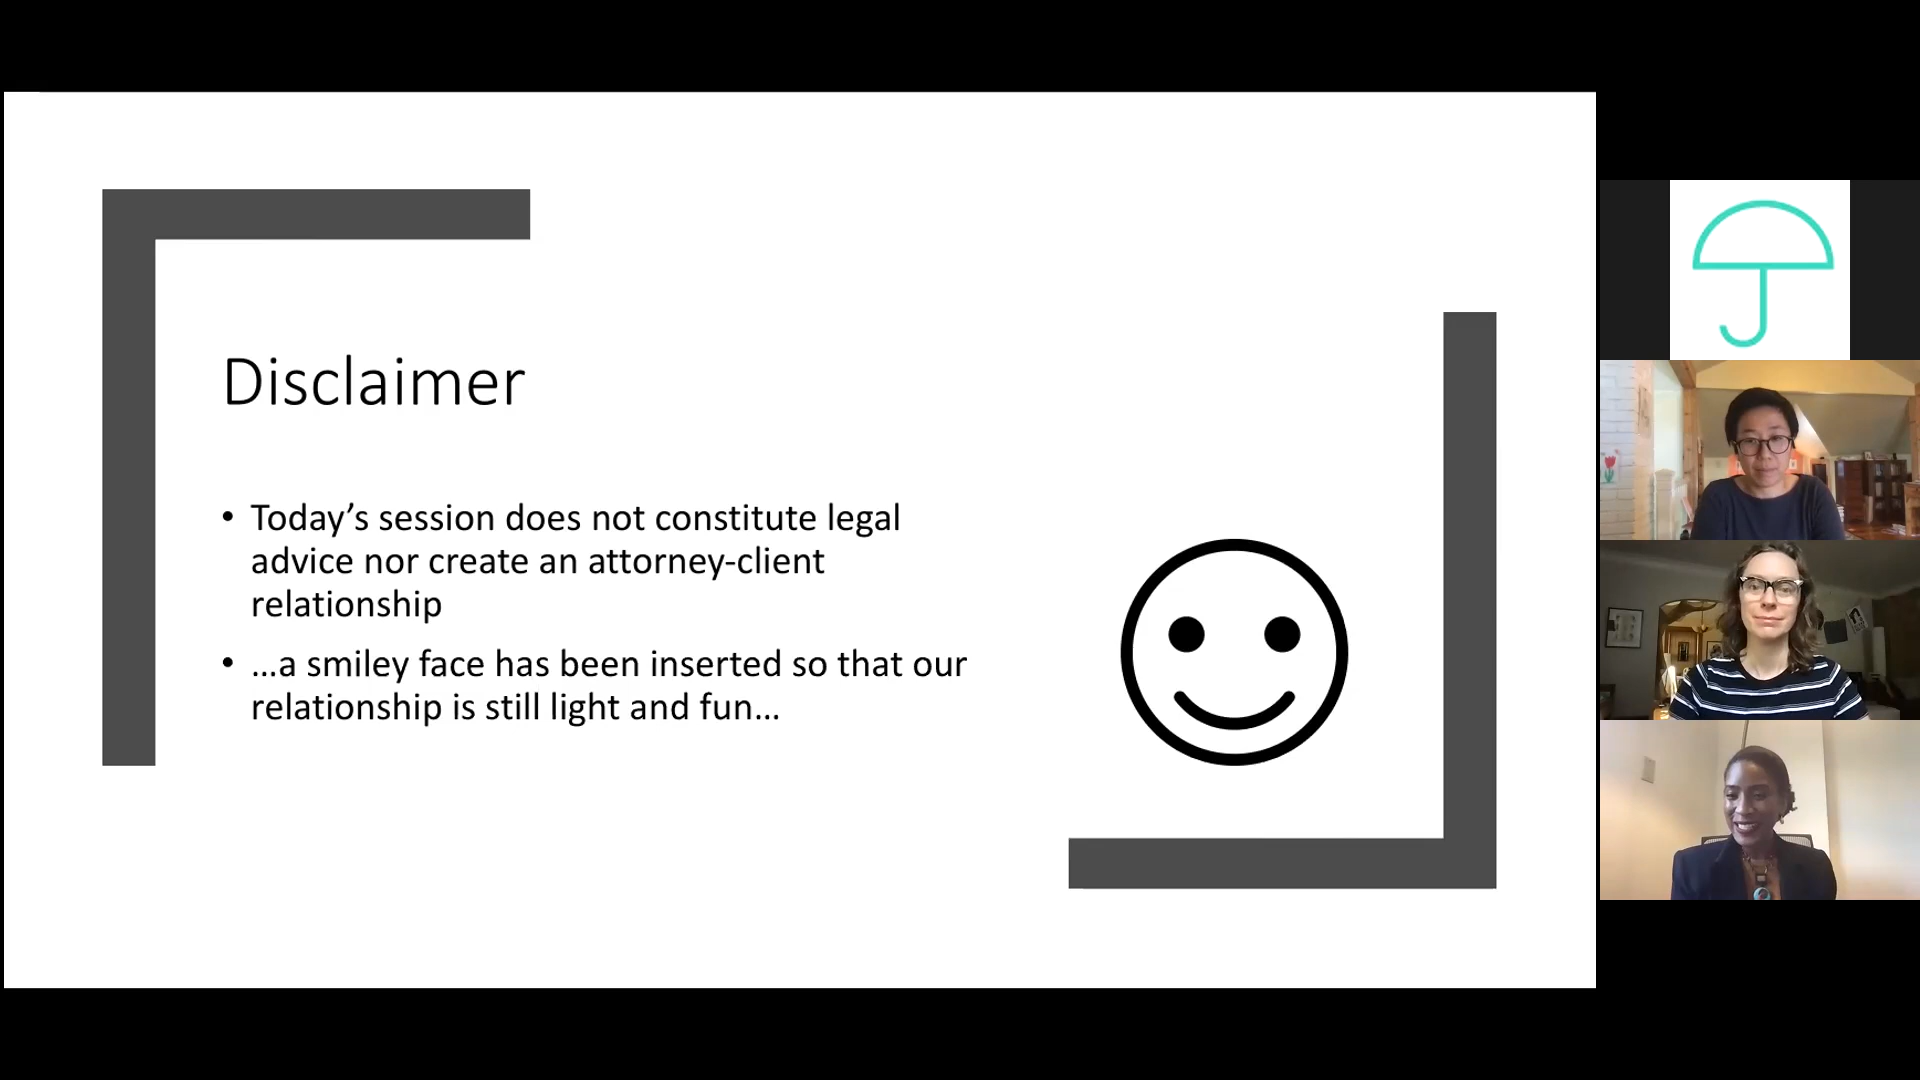 Disclaimer
• Today’s session does not constitute legal
advice nor create an attorney-client
relationship
• …a smiley face has been inserted so that our
relationship is still light and fun…